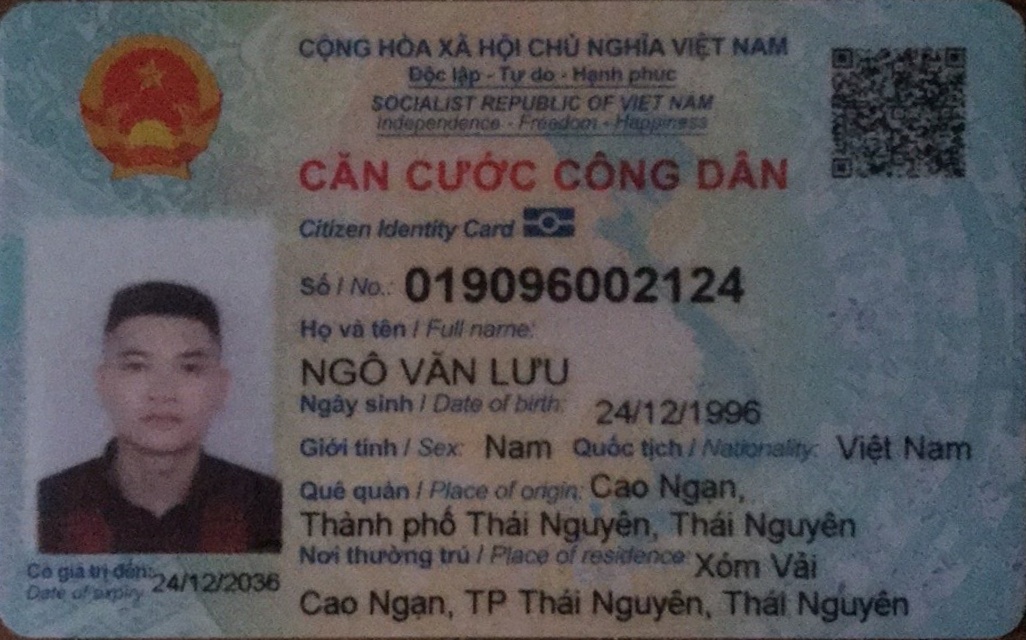 CỘNG HÒA XÃ HỘI CHỦ NGHĨA VIỆT NAM
Độc lập - Tự do - Hạnh phúc
SOCIALIST REPUBLIC OF VIET NAM
Independence - Freedom - Happiness
CĂN CƯỚC CÔNG DÂN
Citizen Identity Card
Số / No.: 019096002124
Họ và tên / Full name:
NGÔ VĂN LƯU
Ngày sinh / Date of birth: 24/12/1996
Giới tính / Sex: Nam Quốc tịch / Nationality: Việt Nam
Quê quán / Place of origin: Cao Ngạn,
Thành phố Thái Nguyên, Thái Nguyên
Nơi thường trú / Place of residence: Xóm Vải
Cao Ngạn, TP Thái Nguyên, Thái Nguyên
Có giá trị đến: 24/12/2036
Date of expiry